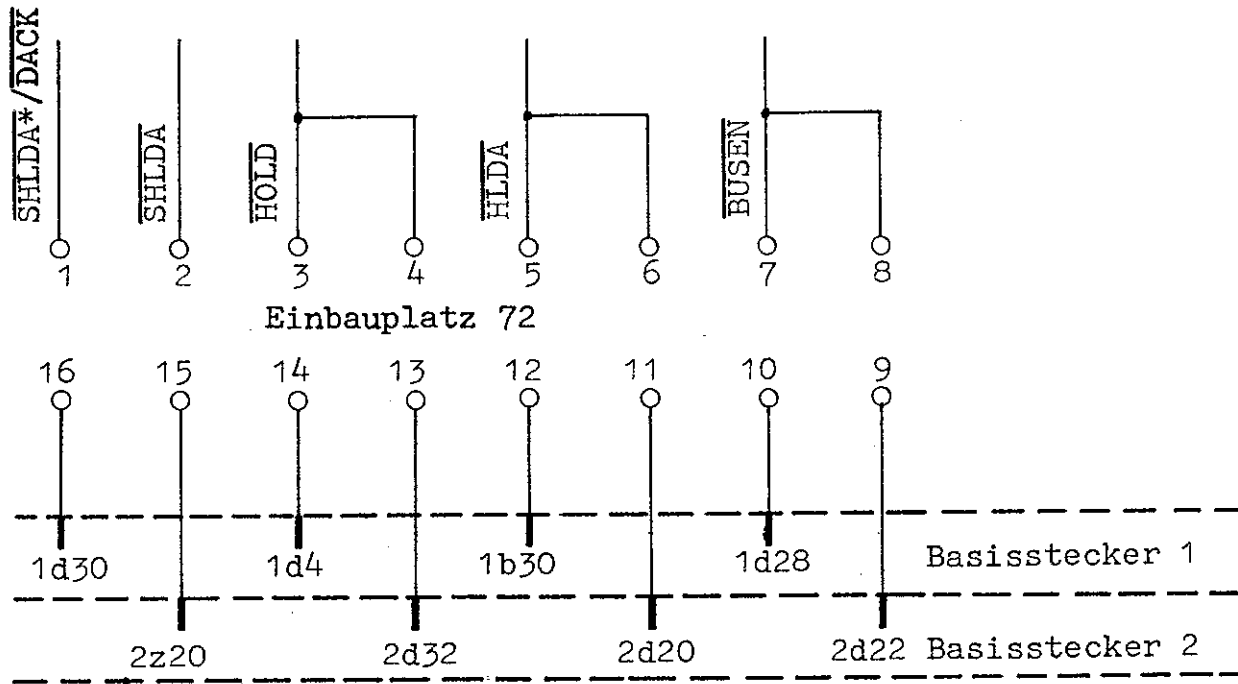 SHLDA*/DACK SHLDA HOLD HLDA BUSEN
1 2 3 4 5 6 7 8
Einbauplatz 72
16 15 14 13 12 11 10 9
1d30 1d4 1b30 1d28 Basisstecker 1
2z20 2d32 2d20 2d22 Basisstecker 2